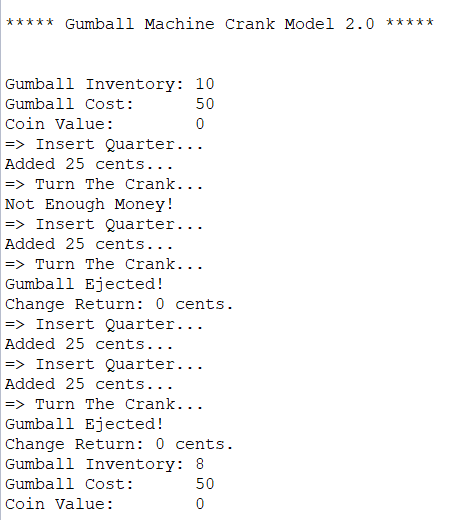 ***** Gumball Machine Crank Model 2.0 *****
Gumball Inventory: 10
Gumball Cost:      50
Coin Value:        0
=> Insert Quarter...
Added 25 cents...
=> Turn The Crank...
Not Enough Money!
=> Insert Quarter...
Added 25 cents...
=> Turn The Crank...
Gumball Ejected!
Change Return: 0 cents.
=> Insert Quarter...
Added 25 cents...
=> Insert Quarter...
Added 25 cents...
=> Turn The Crank...
Gumball Ejected!
Change Return: 0 cents.
Gumball Inventory: 8
Gumball Cost:      50
Coin Value:        0